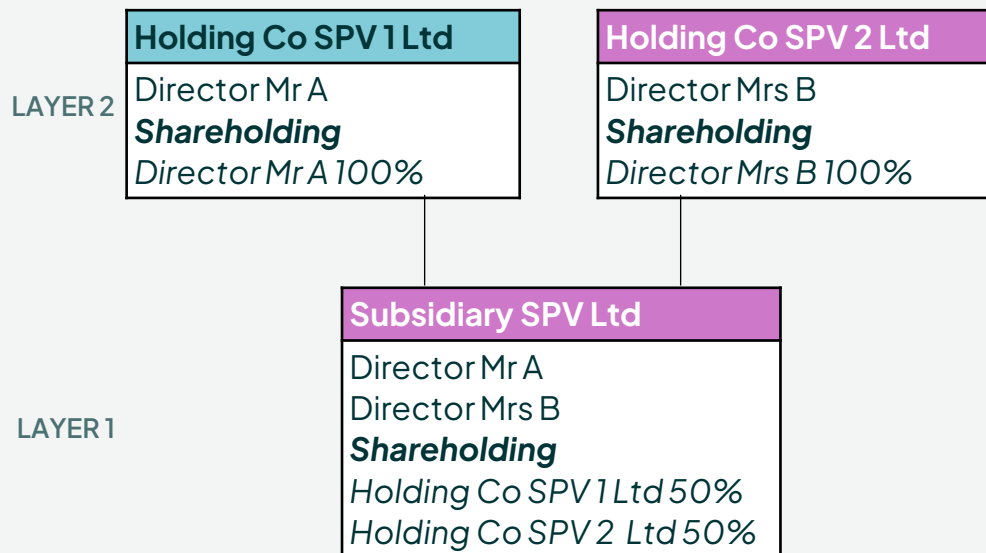 Holding Co SPV 1 Ltd
Director Mr A
Shareholding
Director Mr A 100%
Holding Co SPV 2 Ltd
Director Mrs B
Shareholding
Director Mrs B 100%
LAYER 2
Subsidiary SPV Ltd
Director Mr A
Director Mrs B
Shareholding
Holding Co SPV 1 Ltd 50%
Holding Co SPV 2 Ltd 50%
LAYER 1